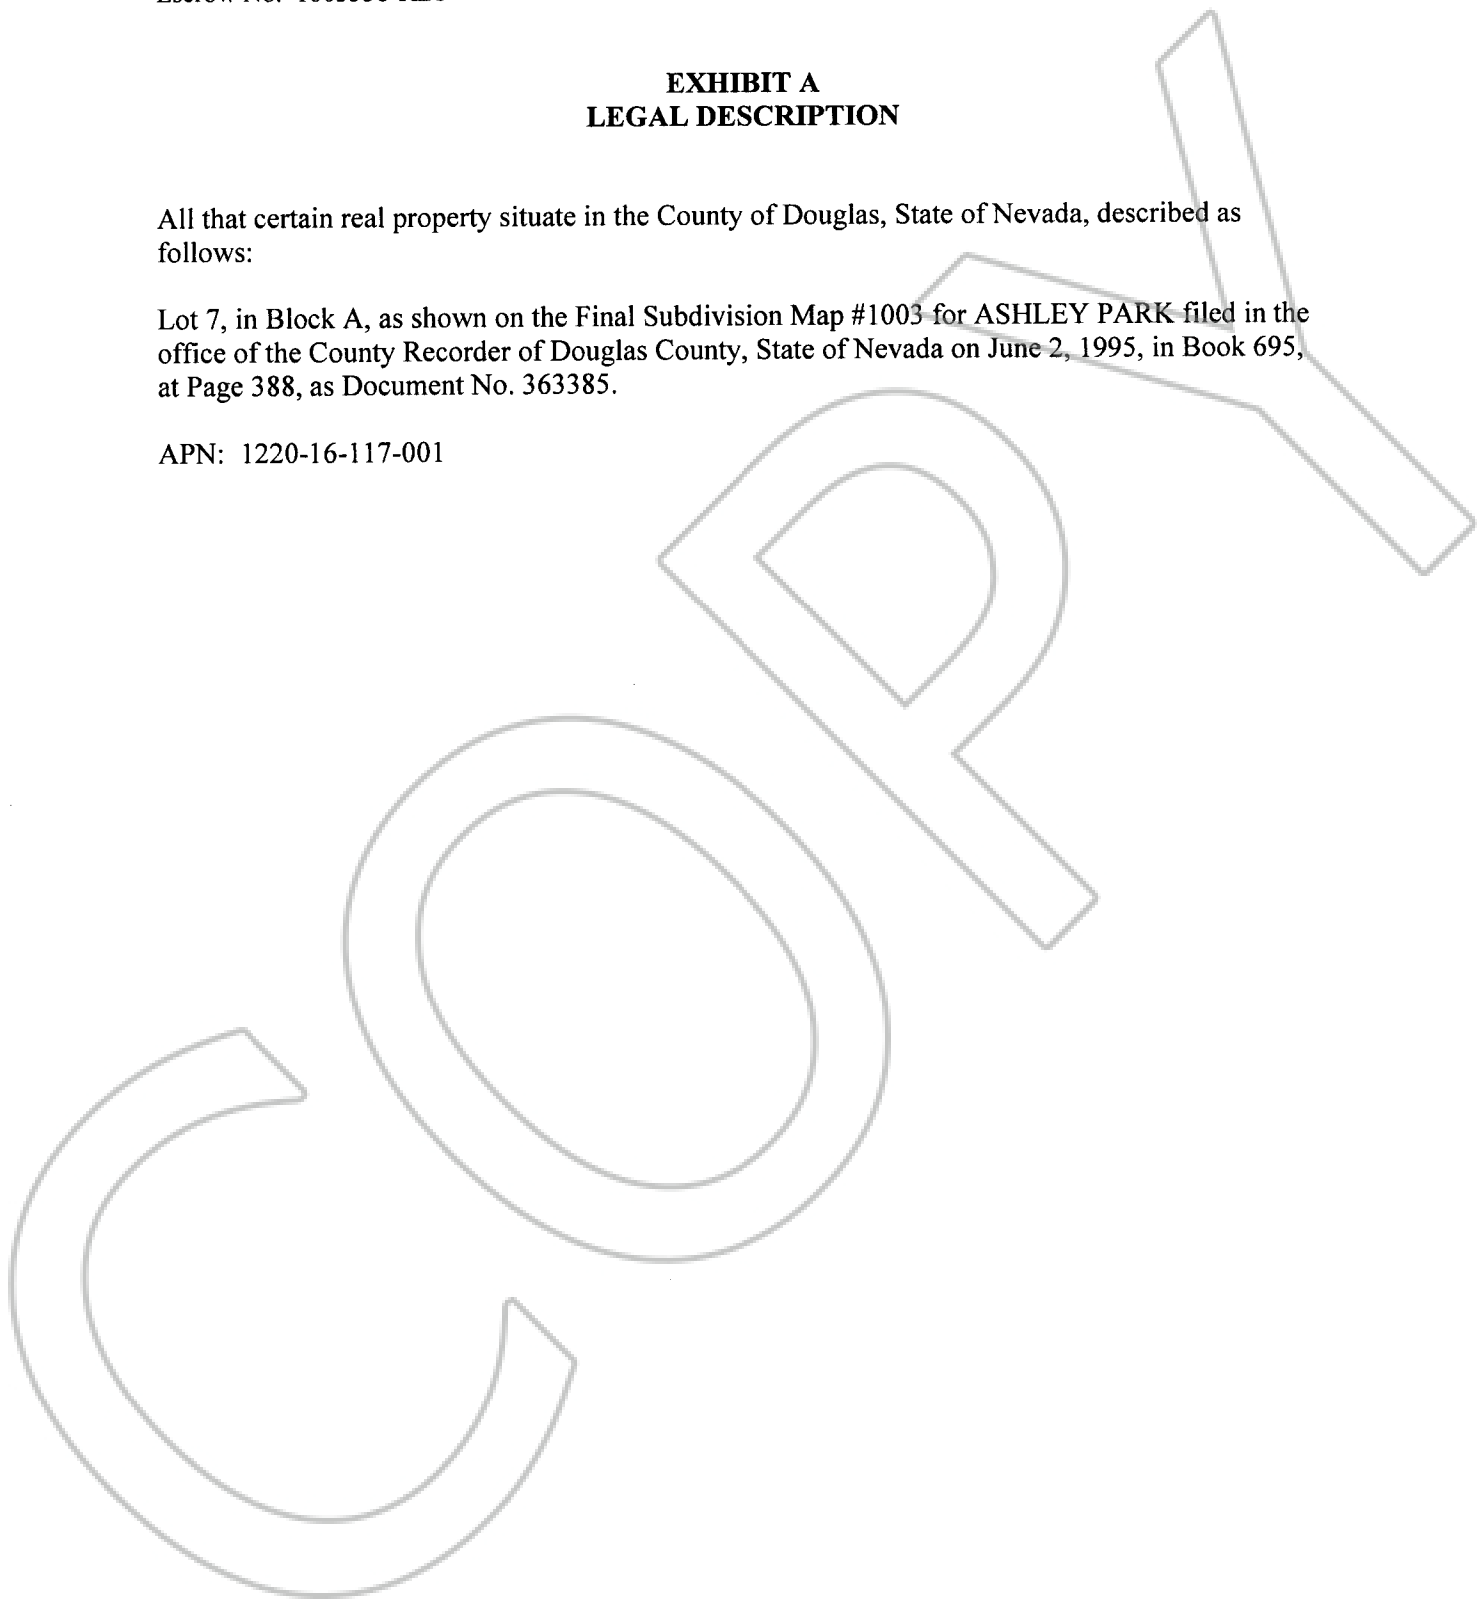 Escrow No.
EXHIBIT A
LEGAL DESCRIPTION
All that certain real property situate in the County of Douglas, State of Nevada, described as
follows:
Lot 7, in Block A, as shown on the Final Subdivision Map #1003 for ASHLEY PARK filed in the
office of the County Recorder of Douglas County, State of Nevada on June 2, 1995, in Book 695,
at Page 388, as Document No. 363385.
APN: 1220-16-117-001
COPY